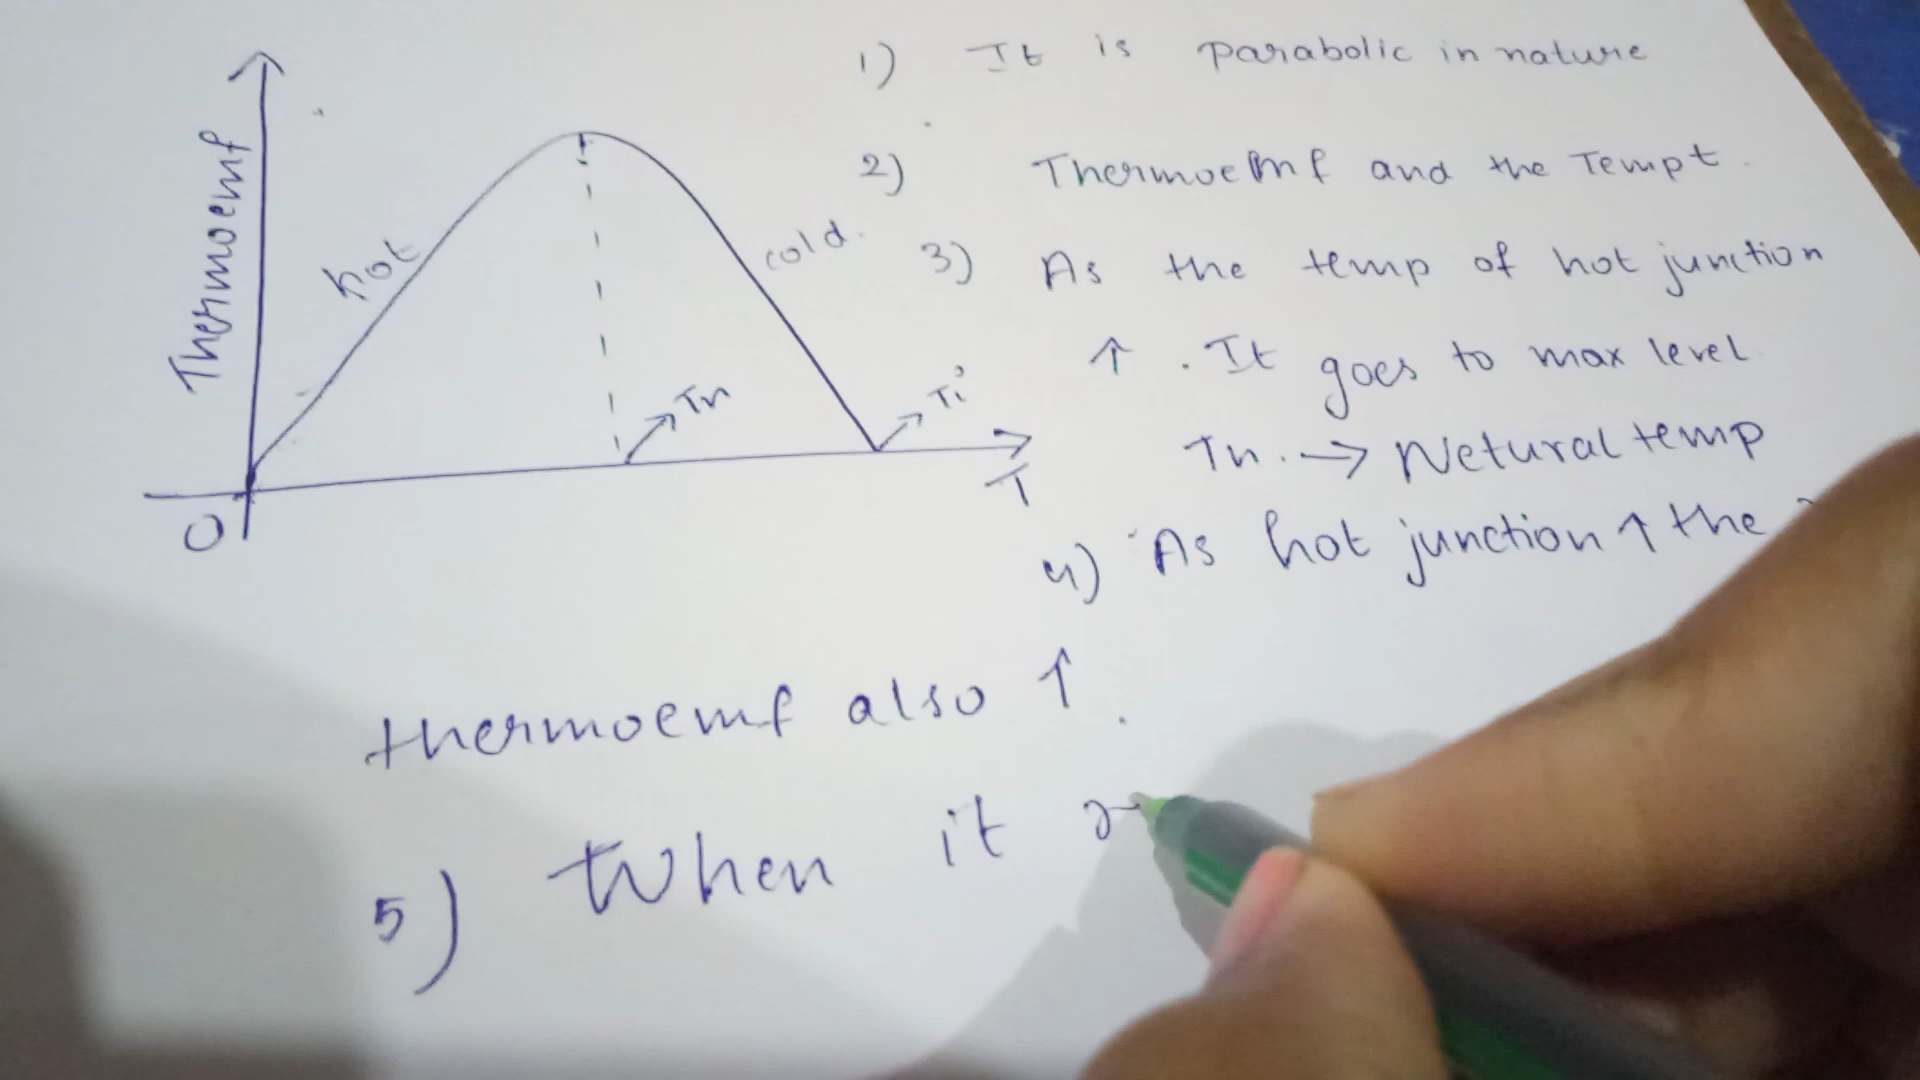 Thermoemf
hot
cold.
Tn
Ti
T
O
1) It is parabolic in nature
2) Thermoemf and the Tempt.
3) As the temp of hot junction
↑. It goes to max level.
Tn. → Netural temp
4) As hot junction ↑ the
thermoemf also ↑.
5) When it